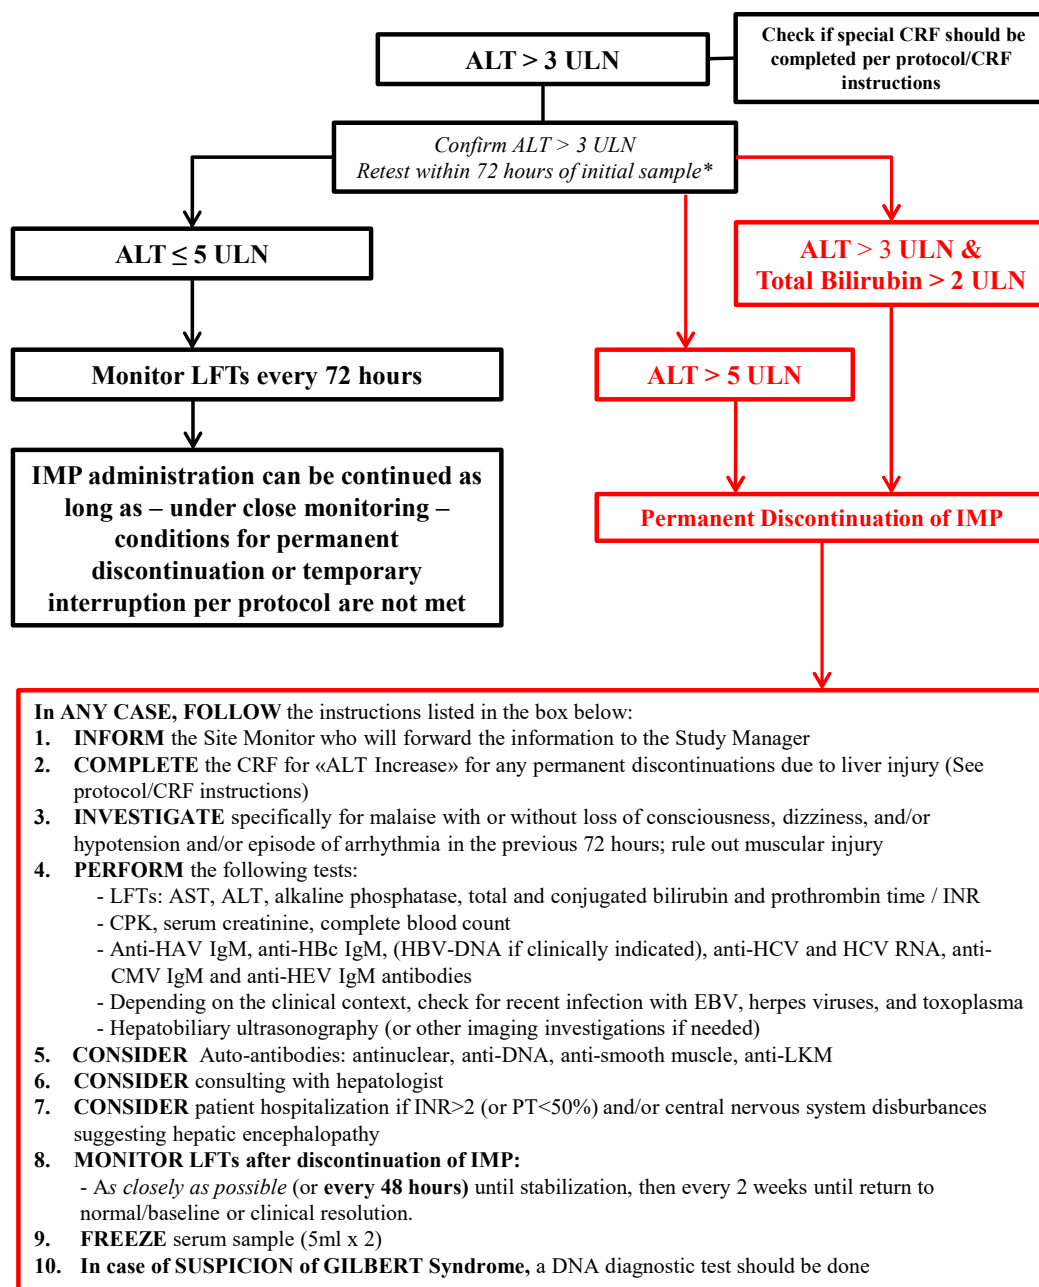 ALT > 3 ULN
Check if special CRF should be
completed per protocol/CRF
instructions
Confirm ALT > 3 ULN
Retest within 72 hours of initial sample*
ALT ≤ 5 ULN
ALT > 3 ULN &
Total Bilirubin > 2 ULN
Monitor LFTs every 72 hours
ALT > 5 ULN
IMP administration can be continued as
long as – under close monitoring –
conditions for permanent
discontinuation or temporary
interruption per protocol are not met
Permanent Discontinuation of IMP
In ANY CASE, FOLLOW the instructions listed in the box below:
1. INFORM the Site Monitor who will forward the information to the Study Manager
2. COMPLETE the CRF for «ALT Increase» for any permanent discontinuations due to liver injury (See
protocol/CRF instructions)
3. INVESTIGATE specifically for malaise with or without loss of consciousness, dizziness, and/or
hypotension and/or episode of arrhythmia in the previous 72 hours; rule out muscular injury
4. PERFORM the following tests:
- LFTs: AST, ALT, alkaline phosphatase, total and conjugated bilirubin and prothrombin time / INR
- CPK, serum creatinine, complete blood count
- Anti-HAV IgM, anti-HBc IgM, (HBV-DNA if clinically indicated), anti-HCV and HCV RNA, anti-
CMV IgM and anti-HEV IgM antibodies
- Depending on the clinical context, check for recent infection with EBV, herpes viruses, and toxoplasma
- Hepatobiliary ultrasonography (or other imaging investigations if needed)
5. CONSIDER Auto-antibodies: antinuclear, anti-DNA, anti-smooth muscle, anti-LKM
6. CONSIDER consulting with hepatologist
7. CONSIDER patient hospitalization if INR>2 (or PT<50%) and/or central nervous system disburbances
suggesting hepatic encephalopathy
8. MONITOR LFTs after discontinuation of IMP:
- As closely as possible (or every 48 hours) until stabilization, then every 2 weeks until return to
normal/baseline or clinical resolution.
9. FREEZE serum sample (5ml x 2)
10. In case of SUSPICION of GILBERT Syndrome, a DNA diagnostic test should be done